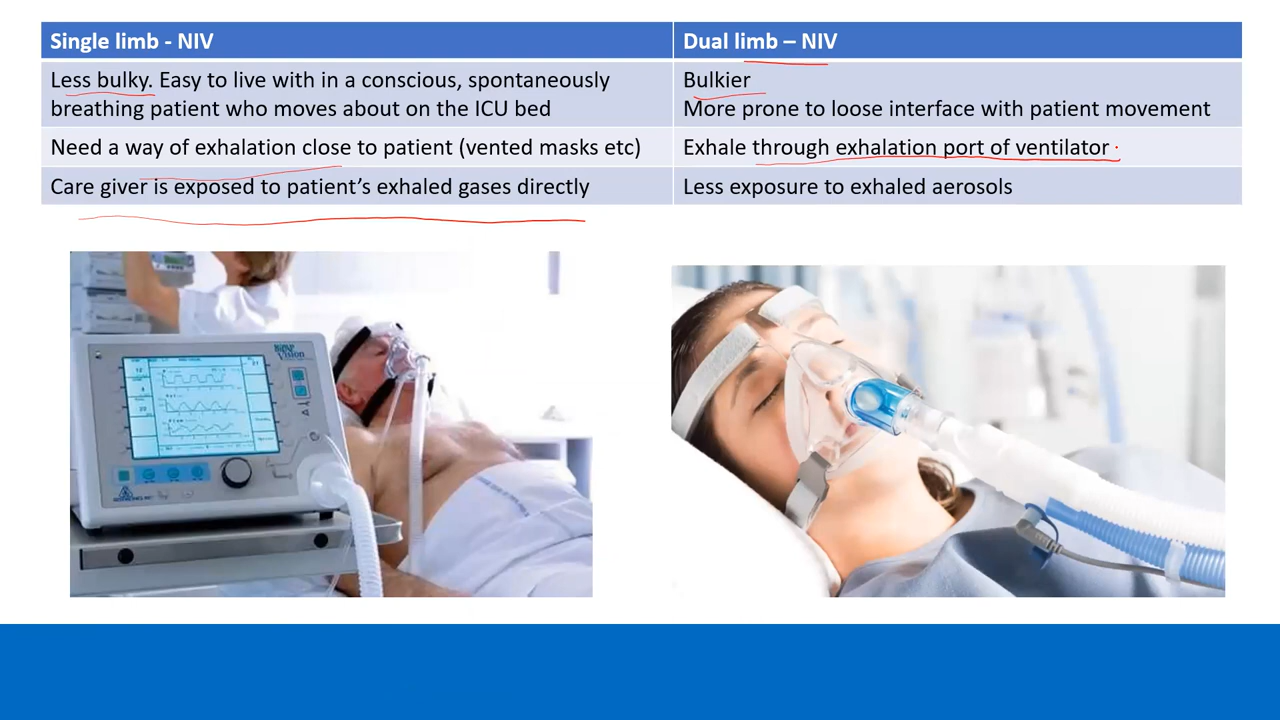 Single limb - NIV
Dual limb – NIV
Less bulky. Easy to live with in a conscious, spontaneously
breathing patient who moves about on the ICU bed
Bulkier
More prone to loose interface with patient movement
Need a way of exhalation close to patient (vented masks etc)
Exhale through exhalation port of ventilator
Care giver is exposed to patient's exhaled gases directly
Less exposure to exhaled aerosols
Vision